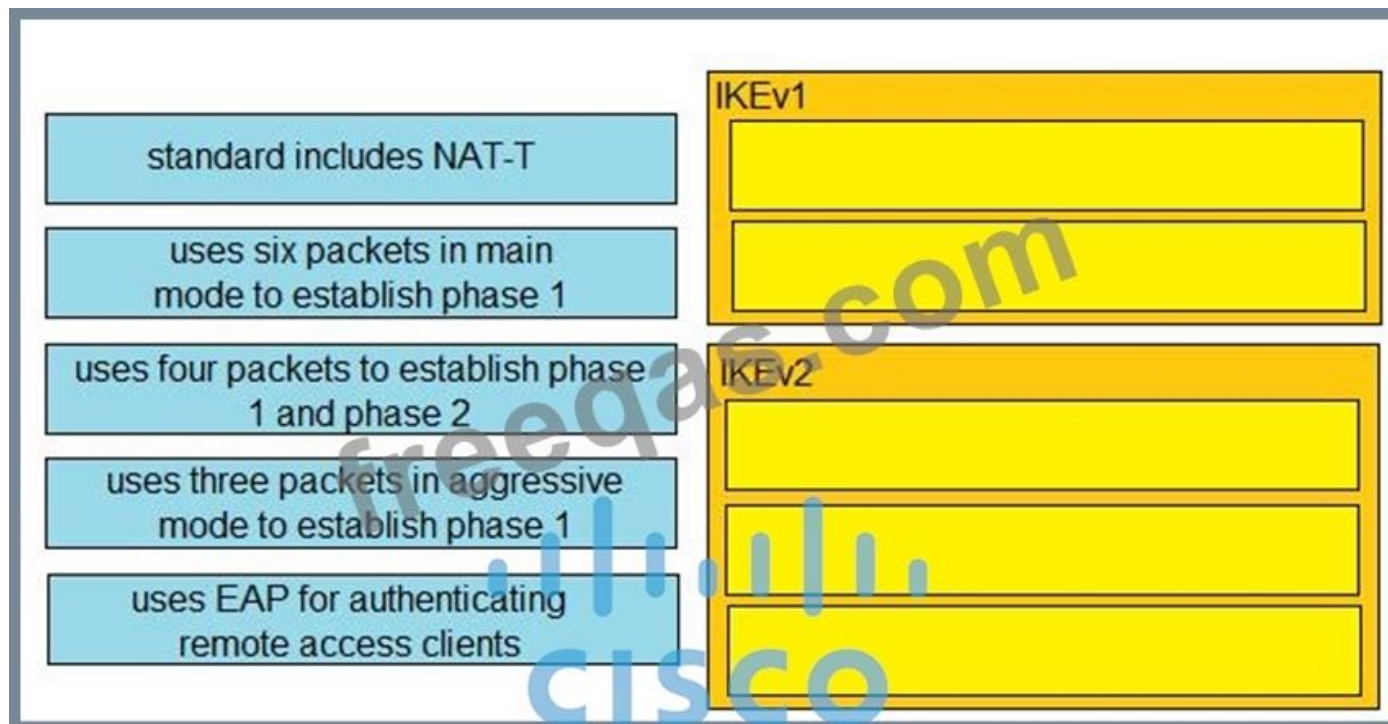 standard includes NAT-T
uses six packets in main
mode to establish phase 1
uses four packets to establish phase
1 and phase 2
uses three packets in aggressive
mode to establish phase 1
uses EAP for authenticating
remote access clients
IKEv1
IKEv2
freeqas.com
CISCO